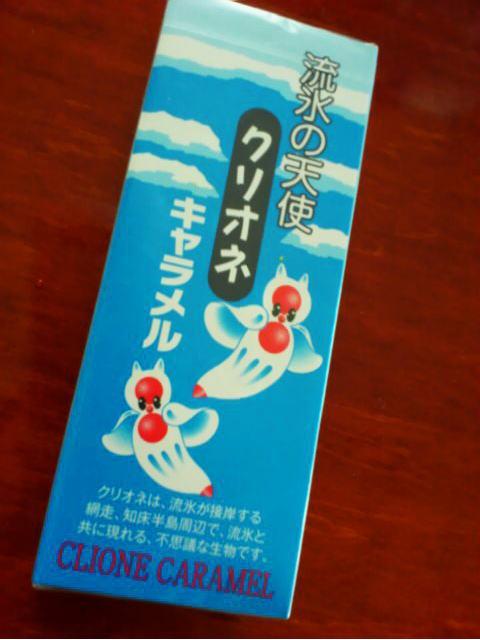 流氷の天使
クリオネ
キャラメル
クリオネは、流氷が接岸する
網走、知床半島周辺で、流氷と
共に現れる、不思議な生物です。
CLIONE CARAMEL